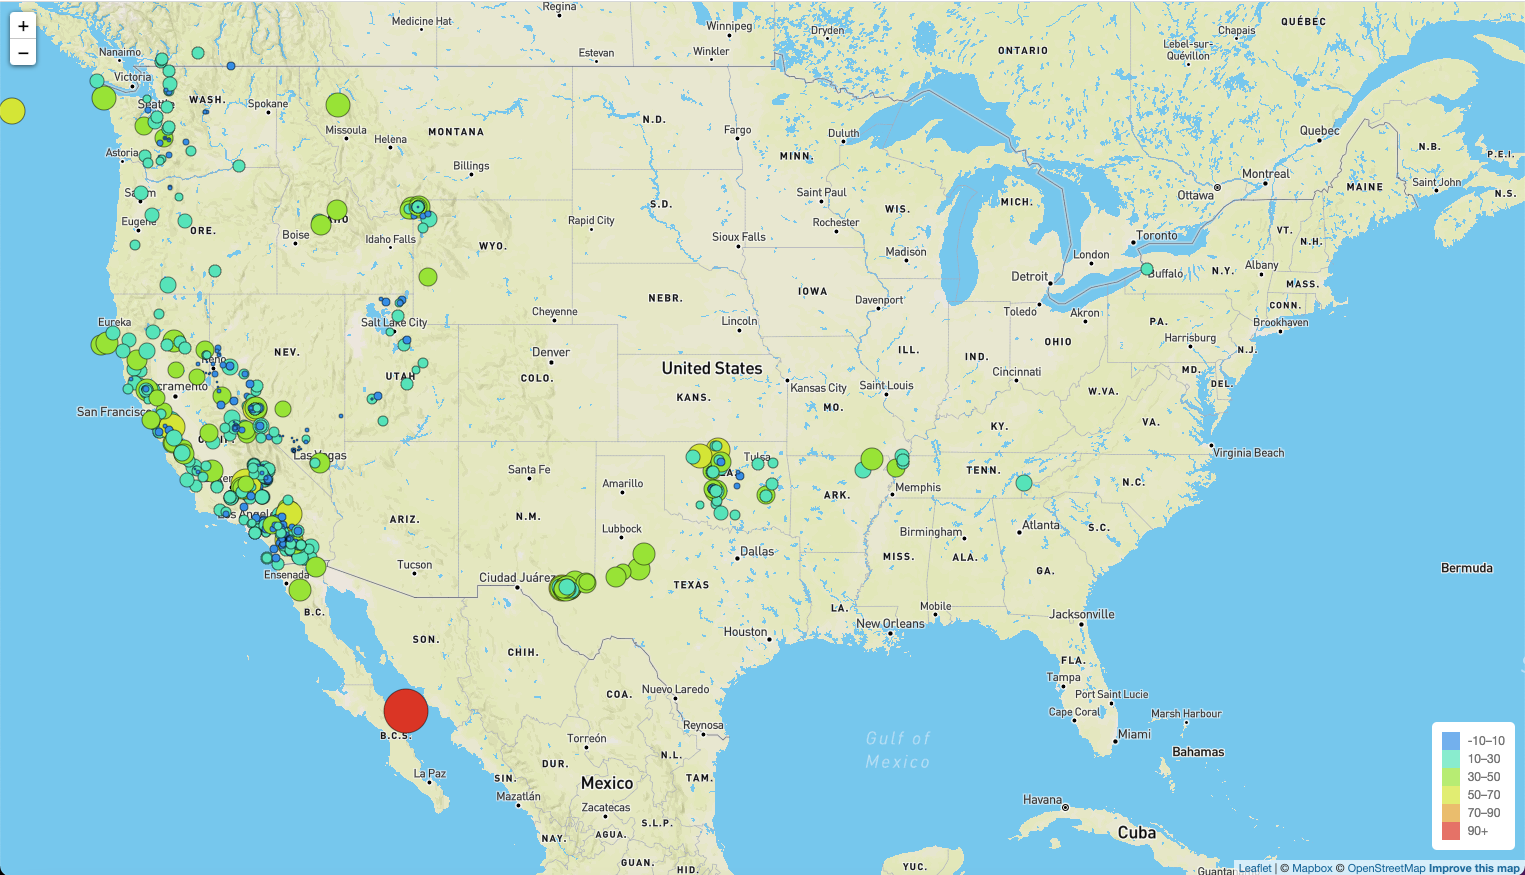 +
−
Regina
Medicine Hat
Winnipeg
Dryden
QUÉBEC
Chapais
Nanaimo
Estevan
Winkler
ONTARIO
Lebel-sur-
Quévillon
Victoria
Seattle
WASH.
Spokane
Missoula
Helena
MONTANA
N.D.
Fargo
Duluth
Quebec
N.B.
P.E.I.
Astoria
Billings
MINN.
Montreal
Ottawa
MAINE
Saint John
N.S.
Salem
Eugene
ORE.
Boise
Idaho Falls
WYO.
S.D.
Rapid City
Sioux Falls
Saint Paul
Rochester
WIS.
Madison
MICH.
Toronto
London
Detroit
Buffalo
N.Y.
VT.
N.H.
Albany
MASS.
CONN.
Eureka
Salt Lake City
Cheyenne
NEBR.
Lincoln
IOWA
Davenport
Toledo
Akron
PA.
Brookhaven
Harrisburg
N.J.
Reno
NEV.
UTAH
Denver
COLO.
United States
KANS.
Kansas City
ILL.
IND.
OHIO
Cincinnati
Saint Louis
MO.
MD.
DEL.
W.VA.
VA.
KY.
San Francisco
Las Vegas
Santa Fe
Amarillo
Tulsa
ARK.
Memphis
TENN.
N.C.
Virginia Beach
Los Angeles
ARIZ.
N.M.
Lubbock
Dallas
Birmingham
Atlanta
S.C.
MISS.
ALA.
GA.
Bermuda
Ensenada
Tucson
Ciudad Juárez
TEXAS
LA.
Mobile
Jacksonville
New Orleans
Houston
B.C.
SON.
CHIH.
COA.
Nuevo Laredo
Reynosa
FLA.
Tampa
Port Saint Lucie
Cape Coral
Marsh Harbour
Miami
Bahamas
Gulf of
Mexico
B.C.S.
La Paz
Torreón
N.L.
DUR.
TAM.
SIN.
Mexico
Mazatlán
Zacatecas
S.L.P.
AGUA.
NAY.
GUAN.
HID.
YUC.
Havana
Cuba
-10–10
10–30
30–50
50–70
70–90
90+
Leaflet | © Mapbox © OpenStreetMap Improve this map